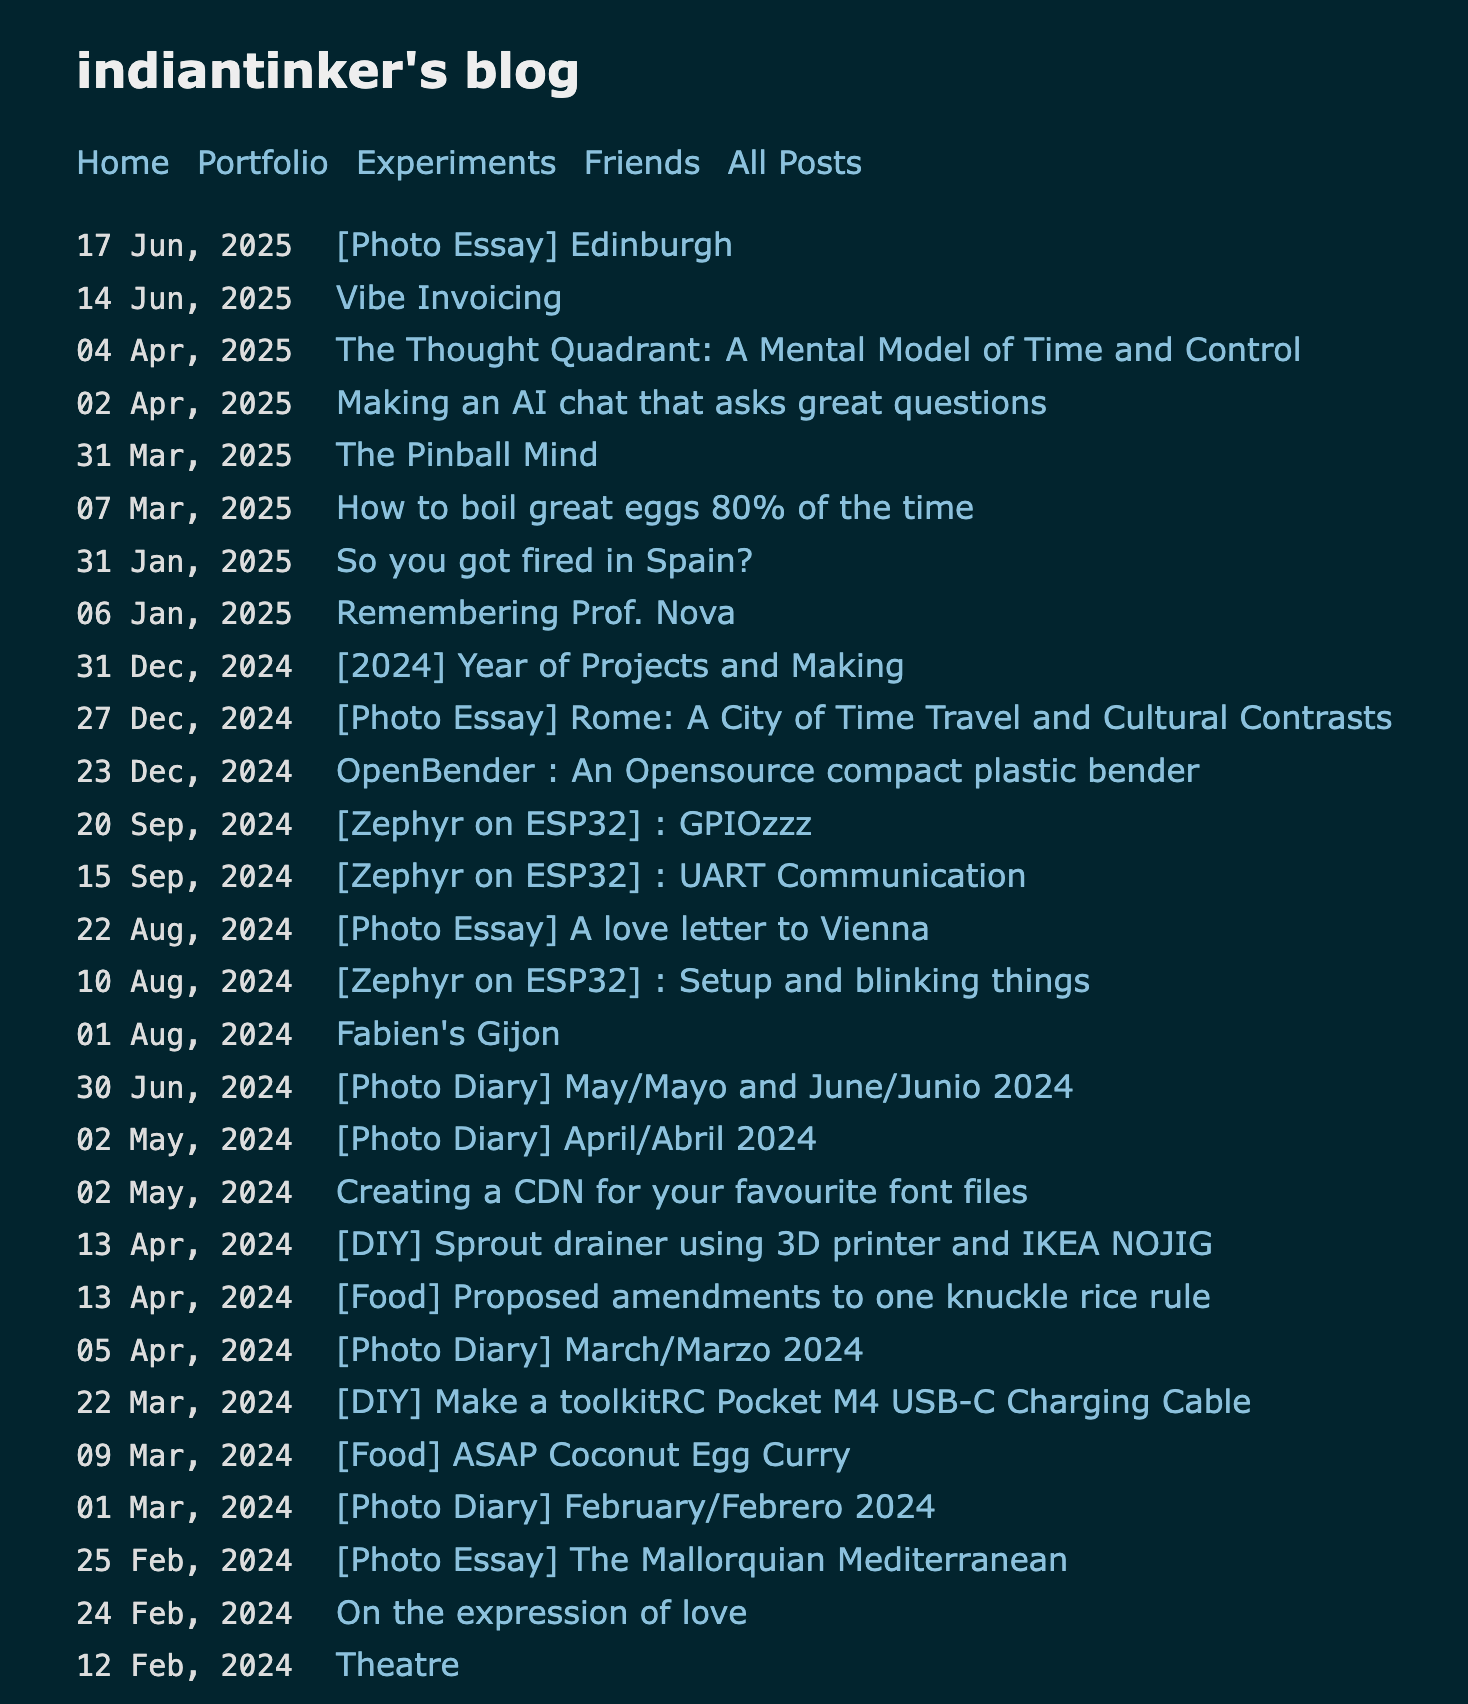 indiantinker's blog
Home Portfolio Experiments Friends All Posts
17 Jun, 2025 [Photo Essay] Edinburgh
14 Jun, 2025 Vibe Invoicing
04 Apr, 2025 The Thought Quadrant: A Mental Model of Time and Control
02 Apr, 2025 Making an AI chat that asks great questions
31 Mar, 2025 The Pinball Mind
07 Mar, 2025 How to boil great eggs 80% of the time
31 Jan, 2025 So you got fired in Spain?
06 Jan, 2025 Remembering Prof. Nova
31 Dec, 2024 [2024] Year of Projects and Making
27 Dec, 2024 [Photo Essay] Rome: A City of Time Travel and Cultural Contrasts
23 Dec, 2024 OpenBender : An Opensource compact plastic bender
20 Sep, 2024 [Zephyr on ESP32] : GPIOzzz
15 Sep, 2024 [Zephyr on ESP32] : UART Communication
22 Aug, 2024 [Photo Essay] A love letter to Vienna
10 Aug, 2024 [Zephyr on ESP32] : Setup and blinking things
01 Aug, 2024 Fabien's Gijon
30 Jun, 2024 [Photo Diary] May/Mayo and June/Junio 2024
02 May, 2024 [Photo Diary] April/Abril 2024
02 May, 2024 Creating a CDN for your favourite font files
13 Apr, 2024 [DIY] Sprout drainer using 3D printer and IKEA NOJIG
13 Apr, 2024 [Food] Proposed amendments to one knuckle rice rule
05 Apr, 2024 [Photo Diary] March/Marzo 2024
22 Mar, 2024 [DIY] Make a toolkitRC Pocket M4 USB-C Charging Cable
09 Mar, 2024 [Food] ASAP Coconut Egg Curry
01 Mar, 2024 [Photo Diary] February/Febrero 2024
25 Feb, 2024 [Photo Essay] The Mallorquian Mediterranean
24 Feb, 2024 On the expression of love
12 Feb, 2024 Theatre